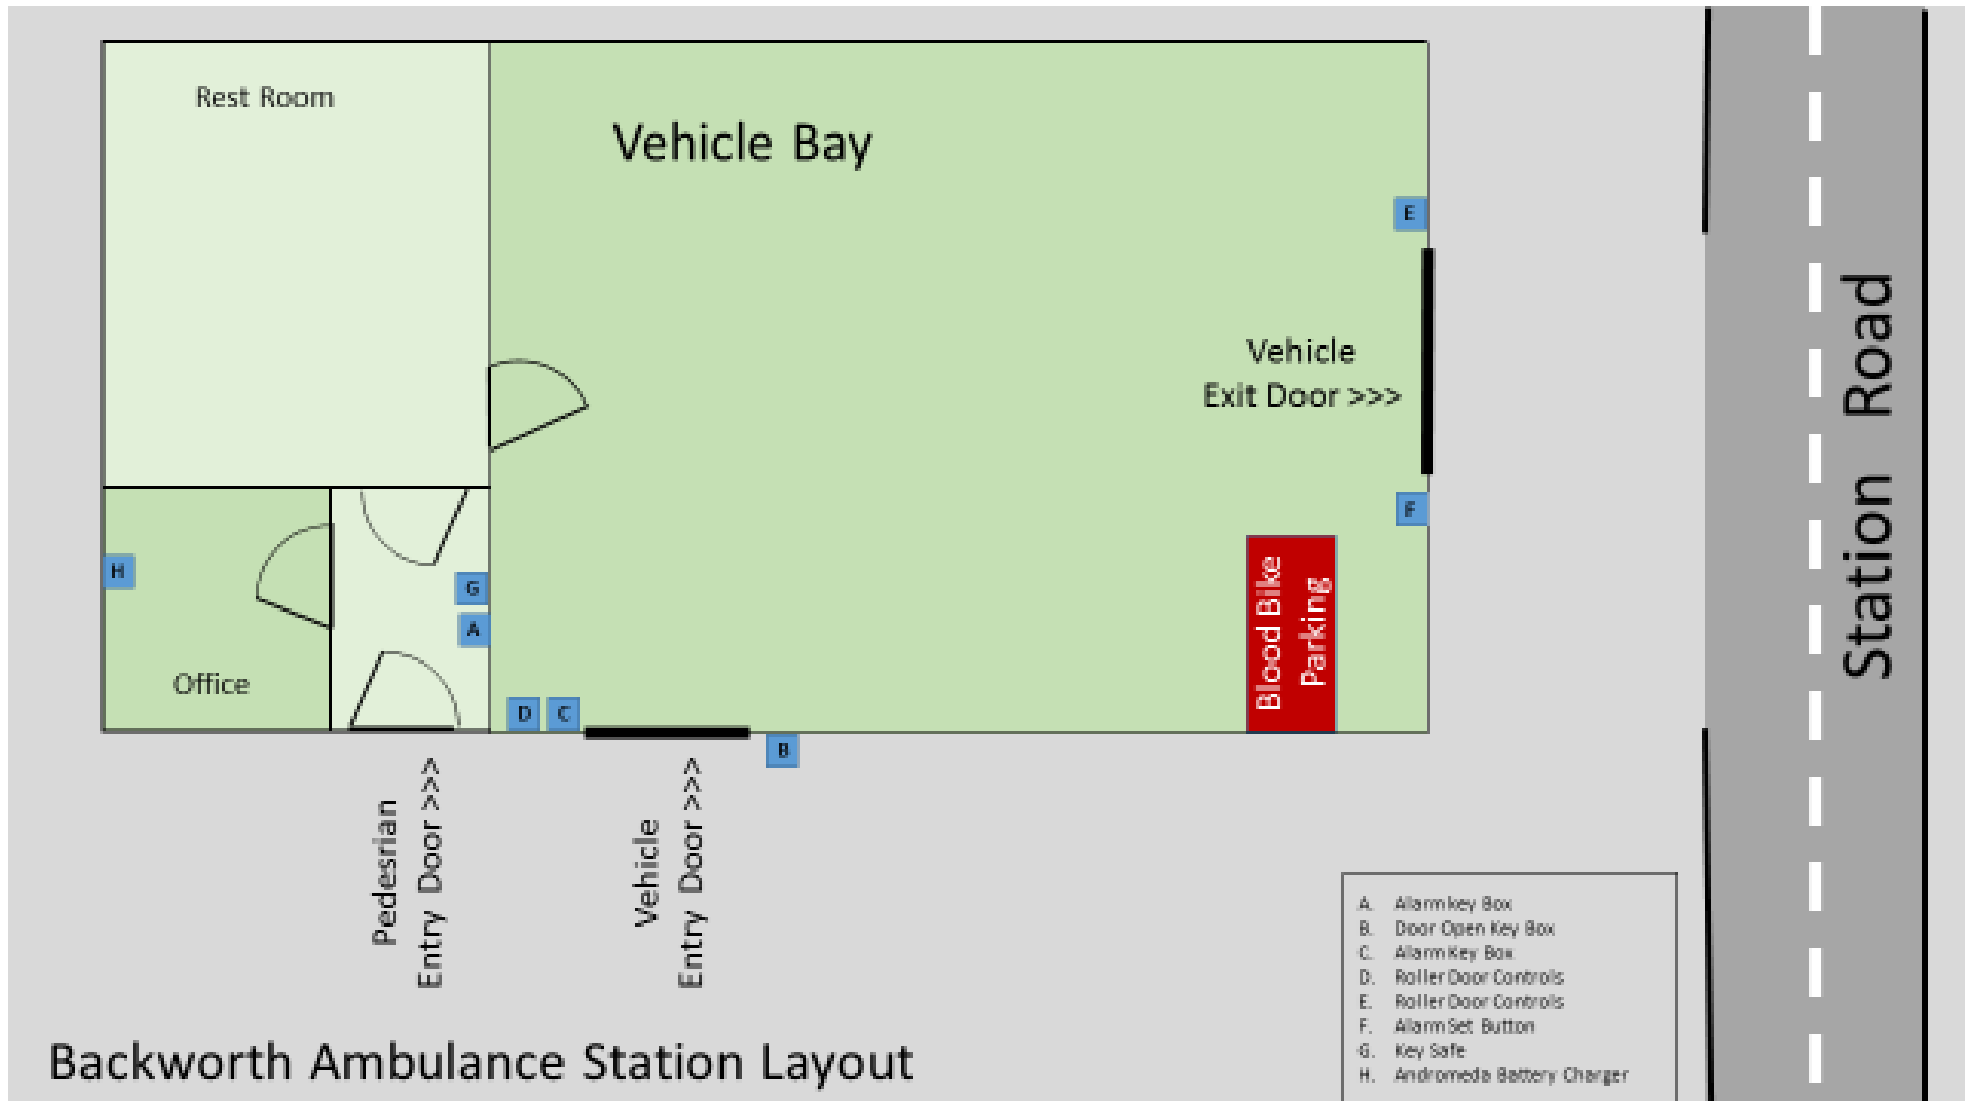 Rest Room
Vehicle Bay
E
Vehicle
Exit Door >>>
F
H
G
A
Office
D
C
B
Blood Bike
Parking
Pedesrian
Entry Door >>>
Vehicle
Entry Door >>>
Station Road
A. Alarm key Box
B. Door Open Key Box
C. Alarm Key Box
D. Roller Door Controls
E. Roller Door Controls
F. Alarm Set Button
G. Key Safe
H. Andromeda Battery Charger
Backworth Ambulance Station Layout